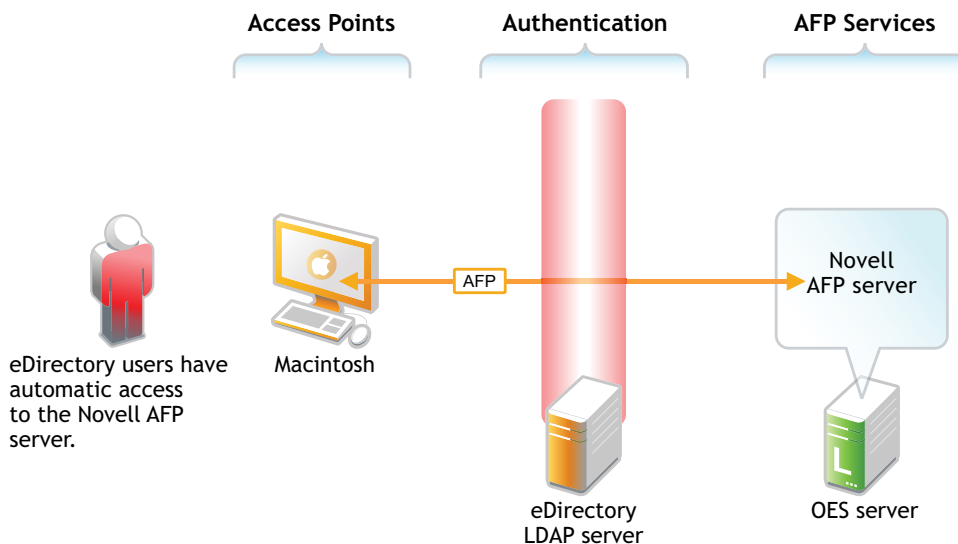 Access Points
Authentication
AFP Services
AFP
Novell
AFP server
eDirectory users have
automatic access
to the Novell AFP
server.
Macintosh
eDirectory
LDAP server
L
OES server